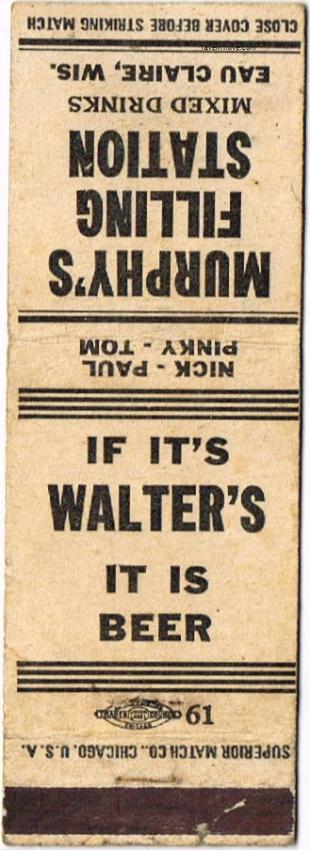 CLOSE COVER BEFORE STRIKING MATCH
MURPHY'S
FILLING
STATION
MIXED DRINKS
EAU CLAIRE, WIS.
NICK - PAUL
PINKY - TOM
IF IT'S
WALTER'S
IT IS
BEER
61
SUPERIOR MATCH CO., CHICAGO, U.S.A.